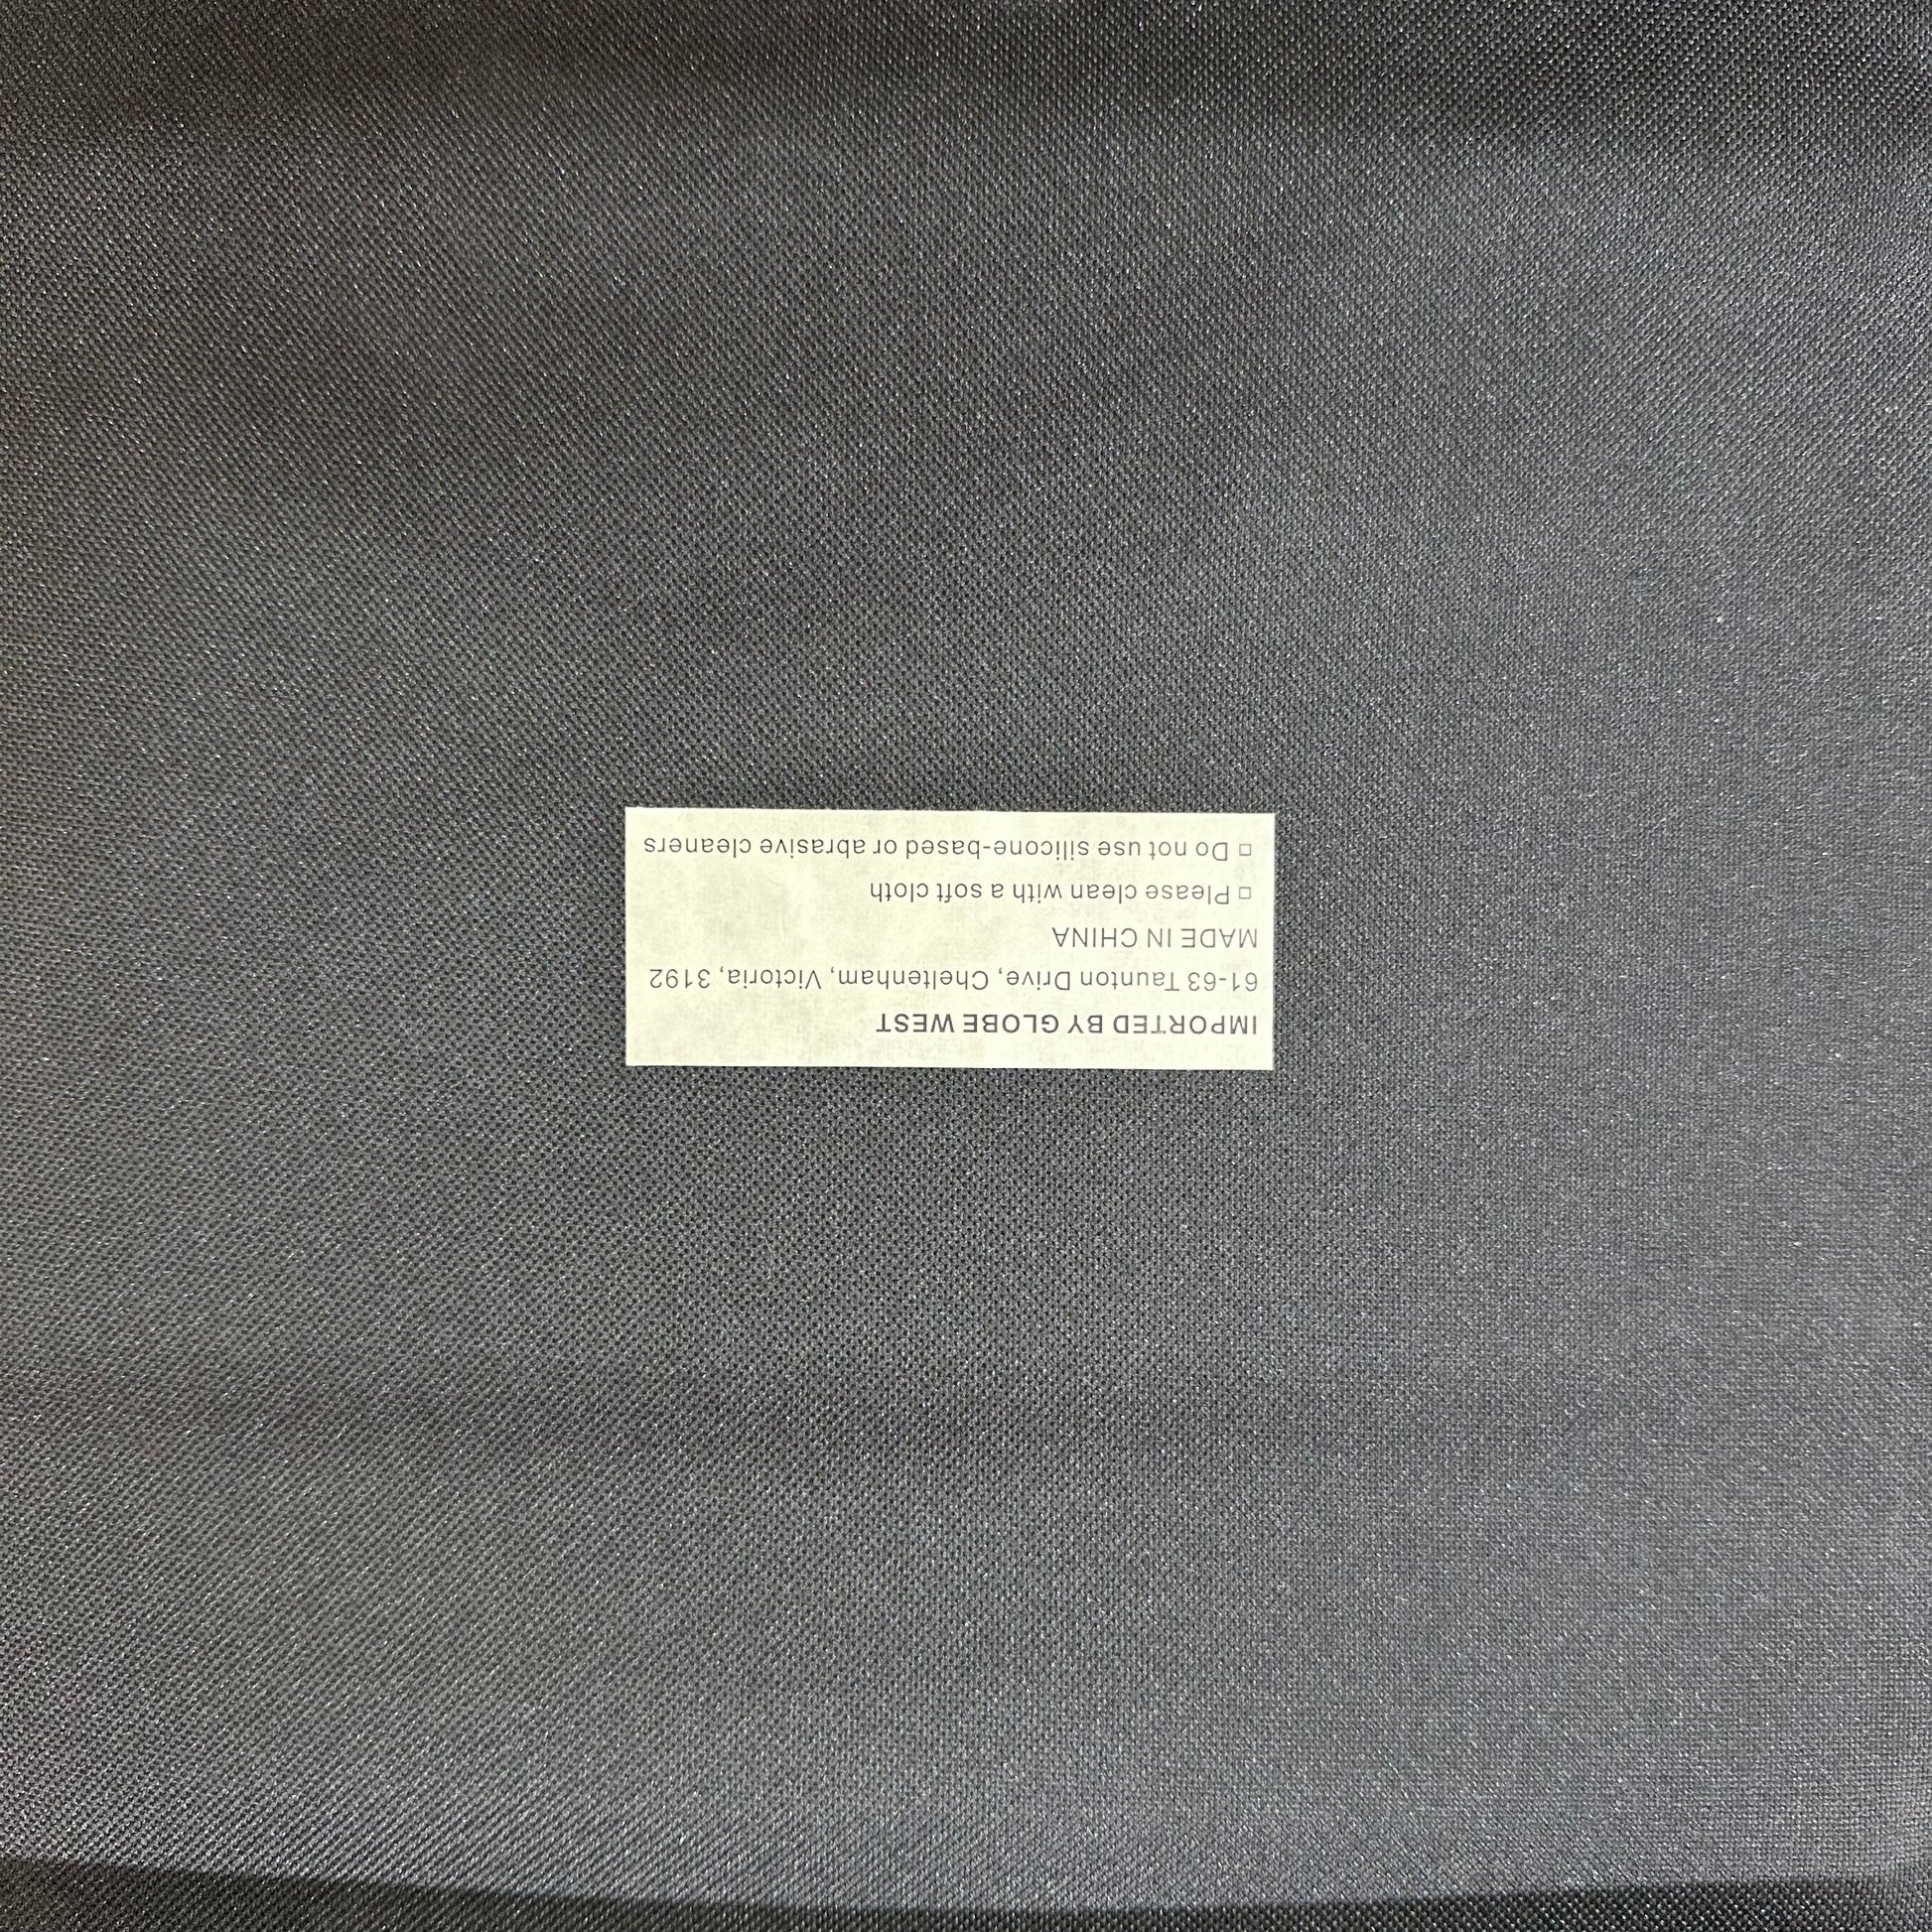 IMPORTED BY GLOBE WEST
61-63 Taunton Drive, Cheltenham, Victoria, 3192
MADE IN CHINA
▫ Please clean with a soft cloth
▫ Do not use silicone-based or abrasive cleaners